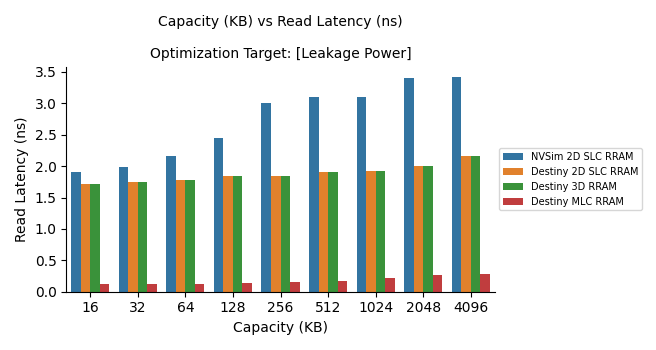 Capacity (KB) vs Read Latency (ns)
Optimization Target: [Leakage Power]
Read Latency (ns)
3.5
3.0
2.5
2.0
1.5
1.0
0.5
0.0
16 32 64 128 256 512 1024 2048 4096
Capacity (KB)
NVSim 2D SLC RRAM
Destiny 2D SLC RRAM
Destiny 3D RRAM
Destiny MLC RRAM